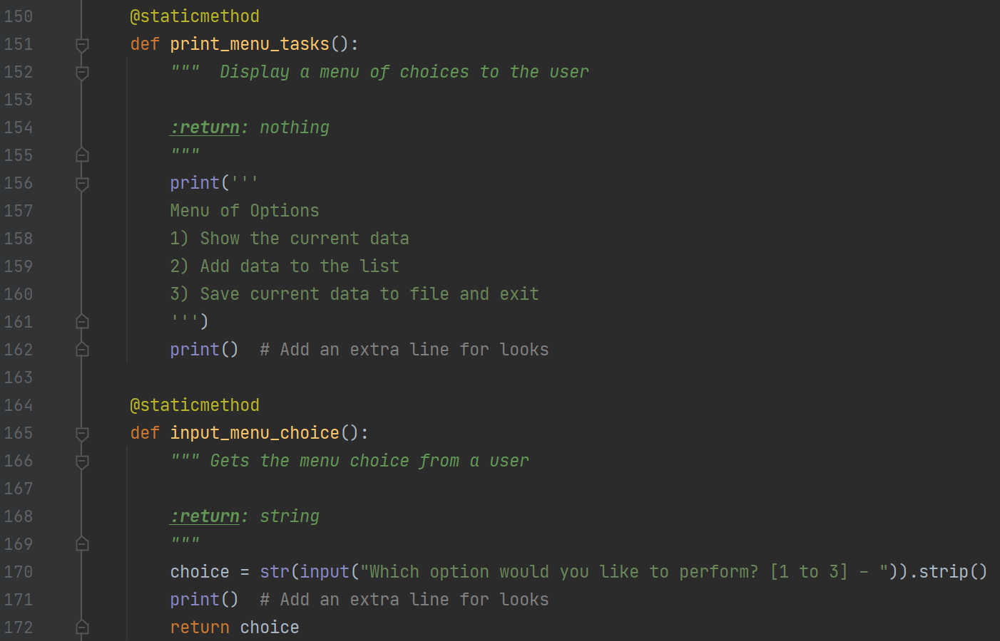 150 @staticmethod
151 def print_menu_tasks():
152 """  Display a menu of choices to the user
153
154 :return: nothing
155 """
156 print('''
157 Menu of Options
158 1) Show the current data
159 2) Add data to the list
160 3) Save current data to file and exit
161 ''')
162 print()  # Add an extra line for looks
163
164 @staticmethod
165 def input_menu_choice():
166 """ Gets the menu choice from a user
167
168 :return: string
169 """
170 choice = str(input("Which option would you like to perform? [1 to 3] - ")).strip()
171 print()  # Add an extra line for looks
172 return choice